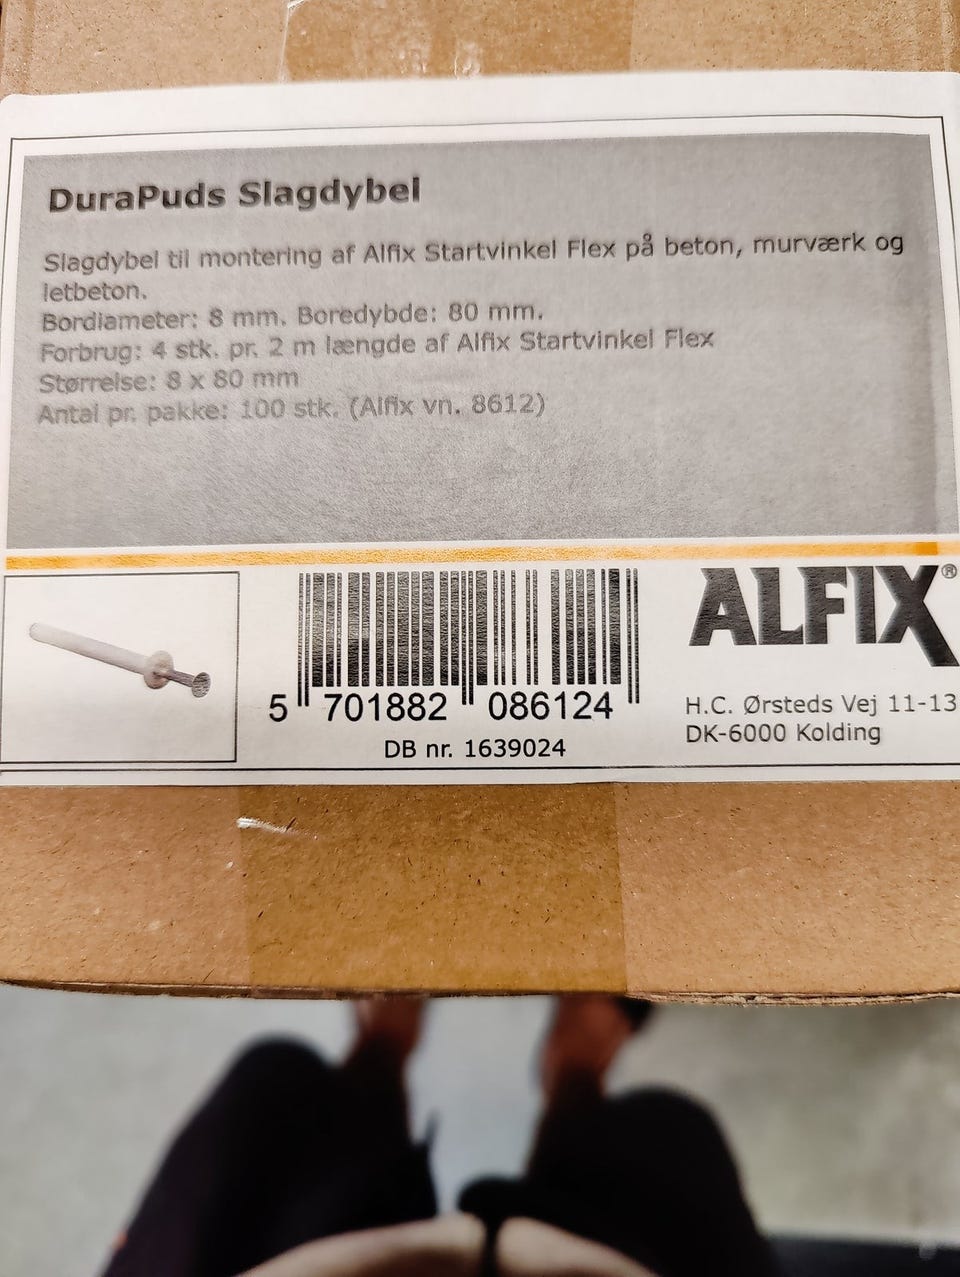 DuraPuds Slagdybel
Slagdybel til montering af Alfix Startvinkel Flex på beton, murværk og
letbeton.
Bordiameter: 8 mm. Boredybde: 80 mm.
Forbrug: 4 stk. pr. 2 m længde af Alfix Startvinkel Flex
Størrelse: 8 x 80 mm
Antal pr. pakke: 100 stk. (Alfix vn. 8612)
ALFIX®
5 701882 086124
DB nr. 1639024
H.C. Ørsteds Vej 11-13
DK-6000 Kolding